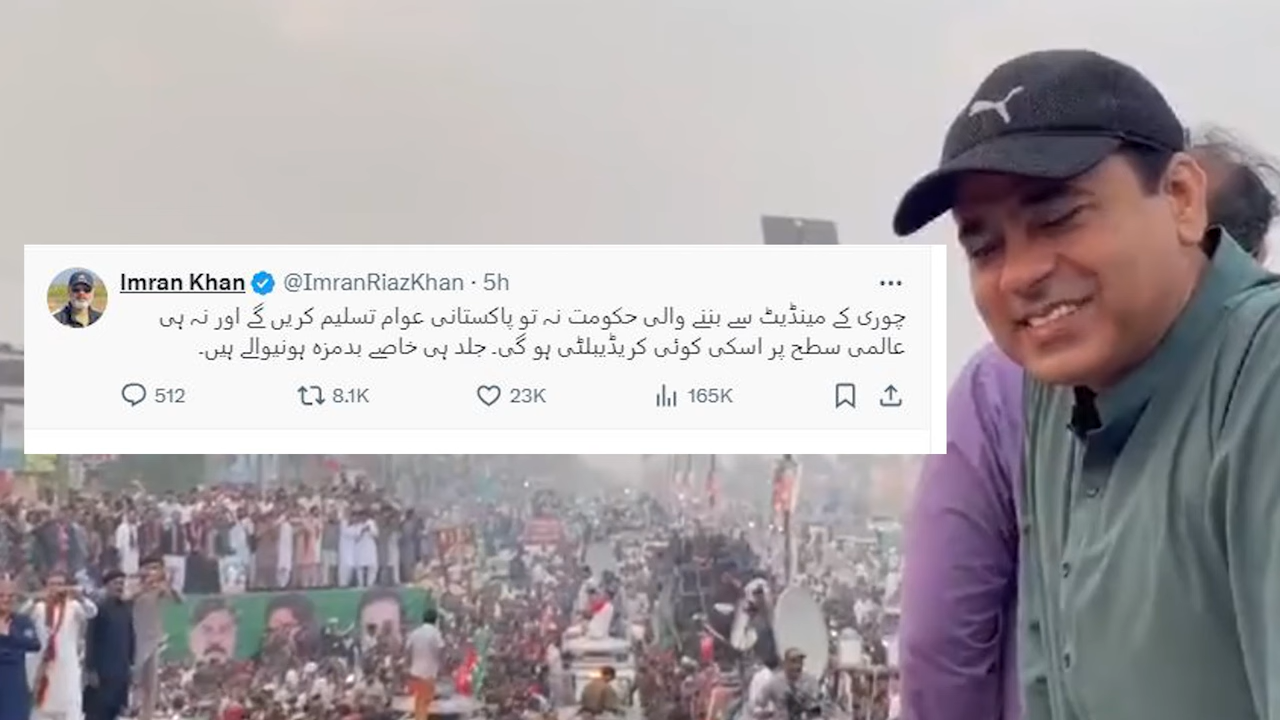 Imran Khan @ImranRiazKhan · 5h
چوری کے مینڈیٹ سے بننے والی حکومت نہ تو پاکستانی عوام تسلیم کریں گے اور نہ ہی
عالمی سطح پر اسکی کوئی کریڈیبلٹی ہو گی۔ جلد ہی خاصے بدمزہ ہونیوالے ہیں۔
512 8.1K 23K 165K